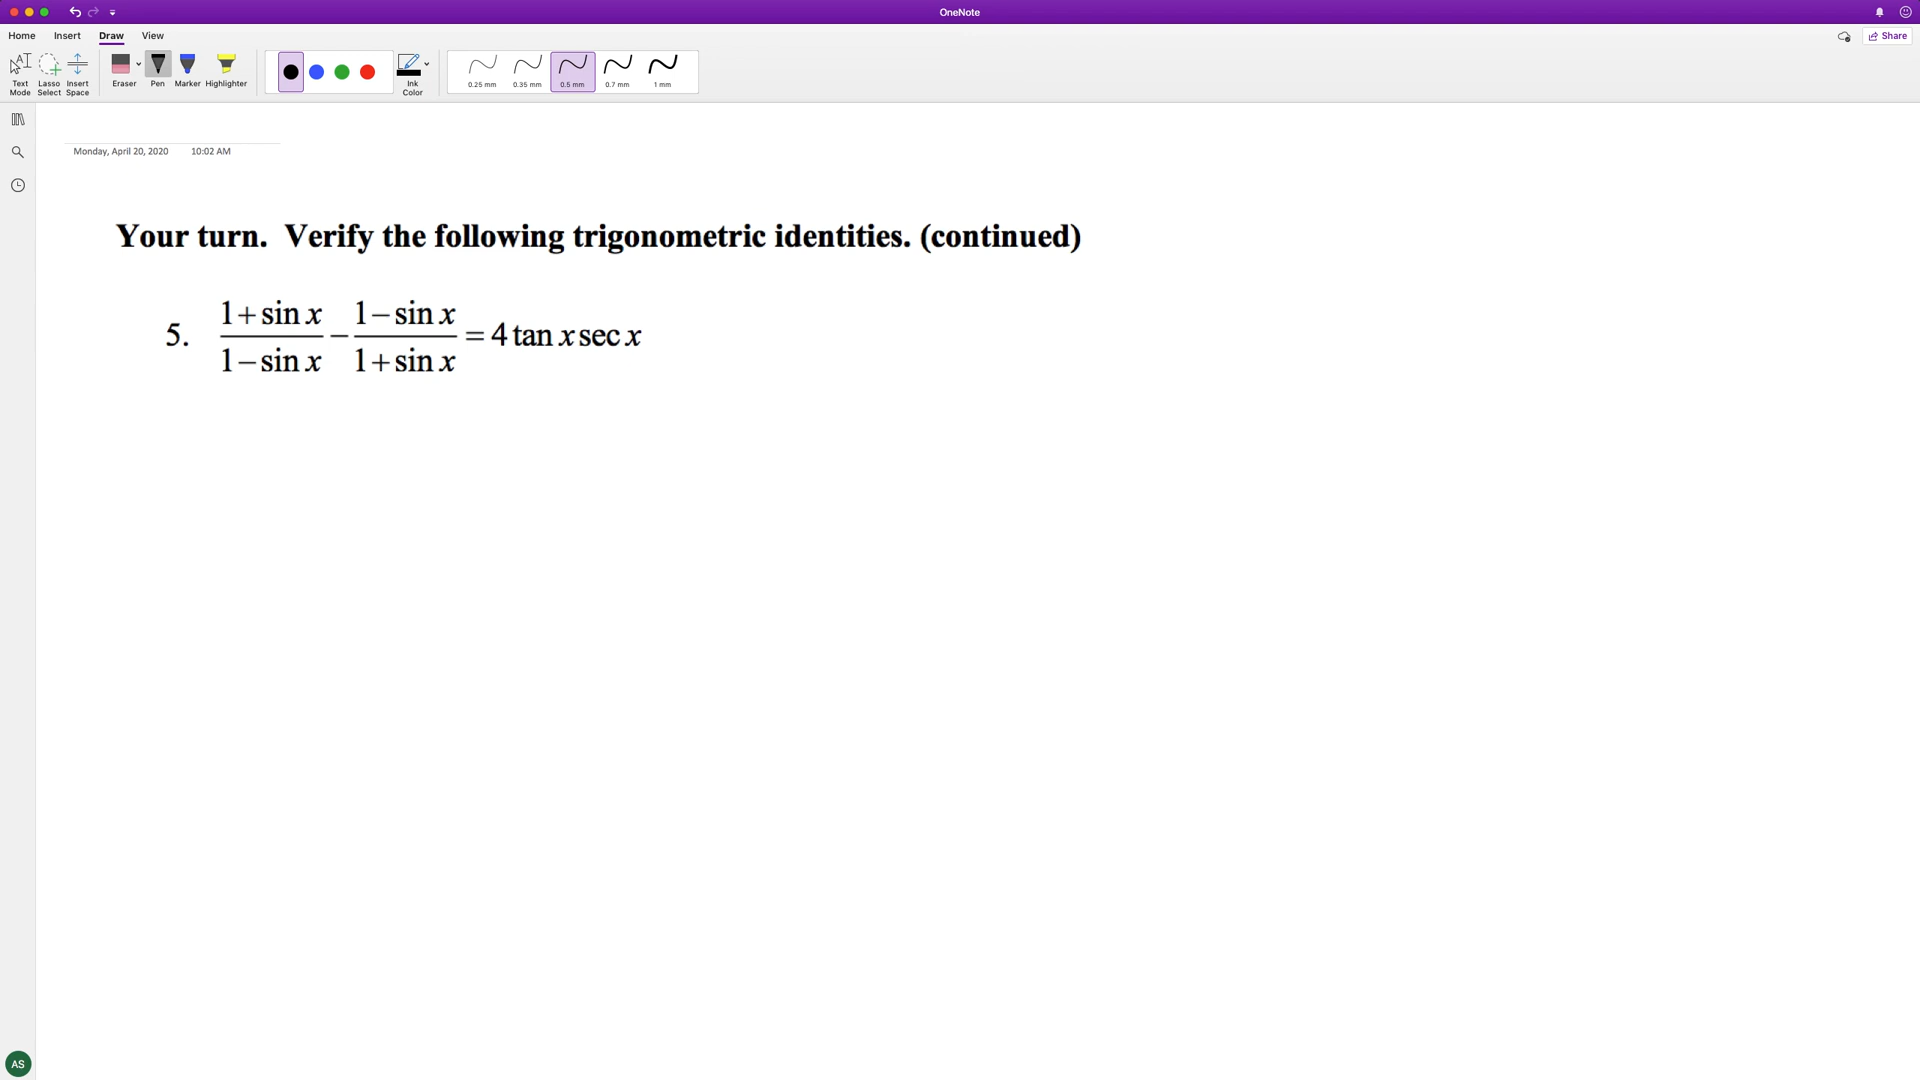 OneNote
Home Insert Draw View
Share
Text Mode
Lasso Select
Insert Space
Eraser
Pen
Marker
Highlighter
Ink Color
0.25 mm
0.35 mm
0.5 mm
0.7 mm
1 mm
Monday, April 20, 2020 10:02 AM
Your turn. Verify the following trigonometric identities. (continued)
5. (1+sin x)/(1−sin x) − (1−sin x)/(1+sin x) = 4 tan x sec x
AS